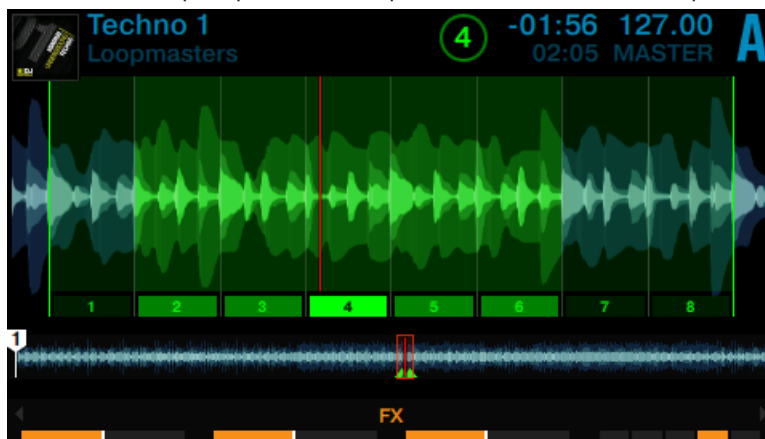 Techno 1
Loopmasters
4
-01:56 127.00
02:05 MASTER
A
1 2 3 4 5 6 7 8
1
FX